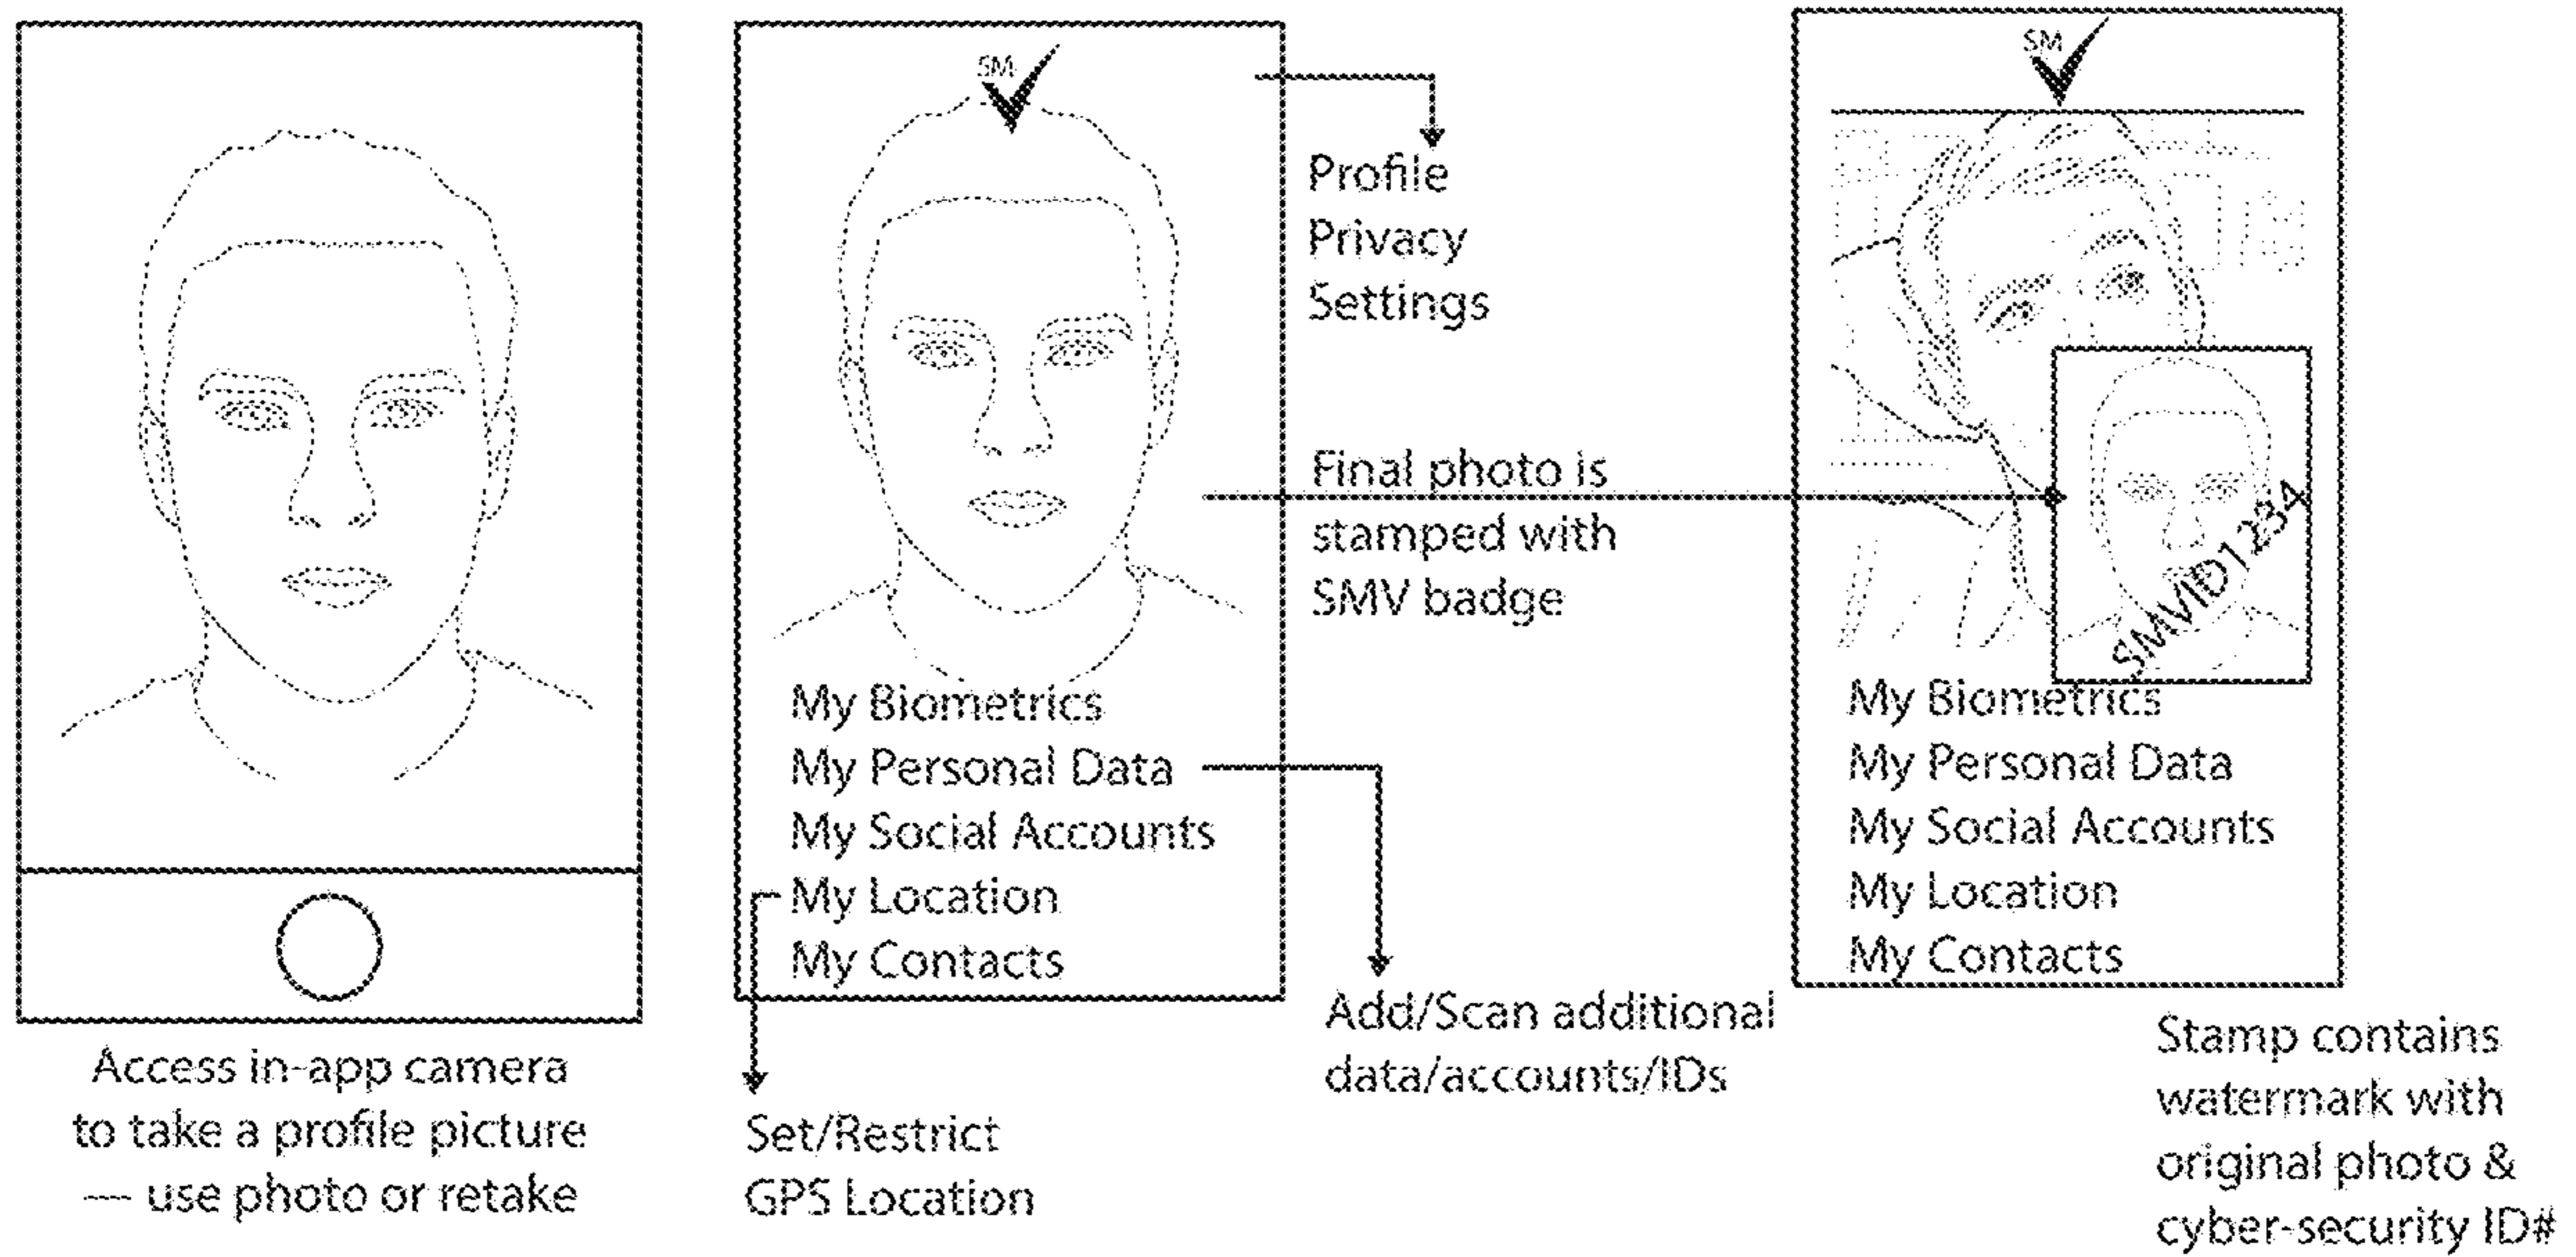 Access in-app camera
to take a profile picture
— use photo or retake
SM
My Biometrics
My Personal Data
My Social Accounts
My Location
My Contacts
Set/Restrict
GPS Location
Profile
Privacy
Settings
Final photo is
stamped with
SMV badge
Add/Scan additional
data/accounts/IDs
SM
SMVID1234
My Biometrics
My Personal Data
My Social Accounts
My Location
My Contacts
Stamp contains
watermark with
original photo &
cyber-security ID#